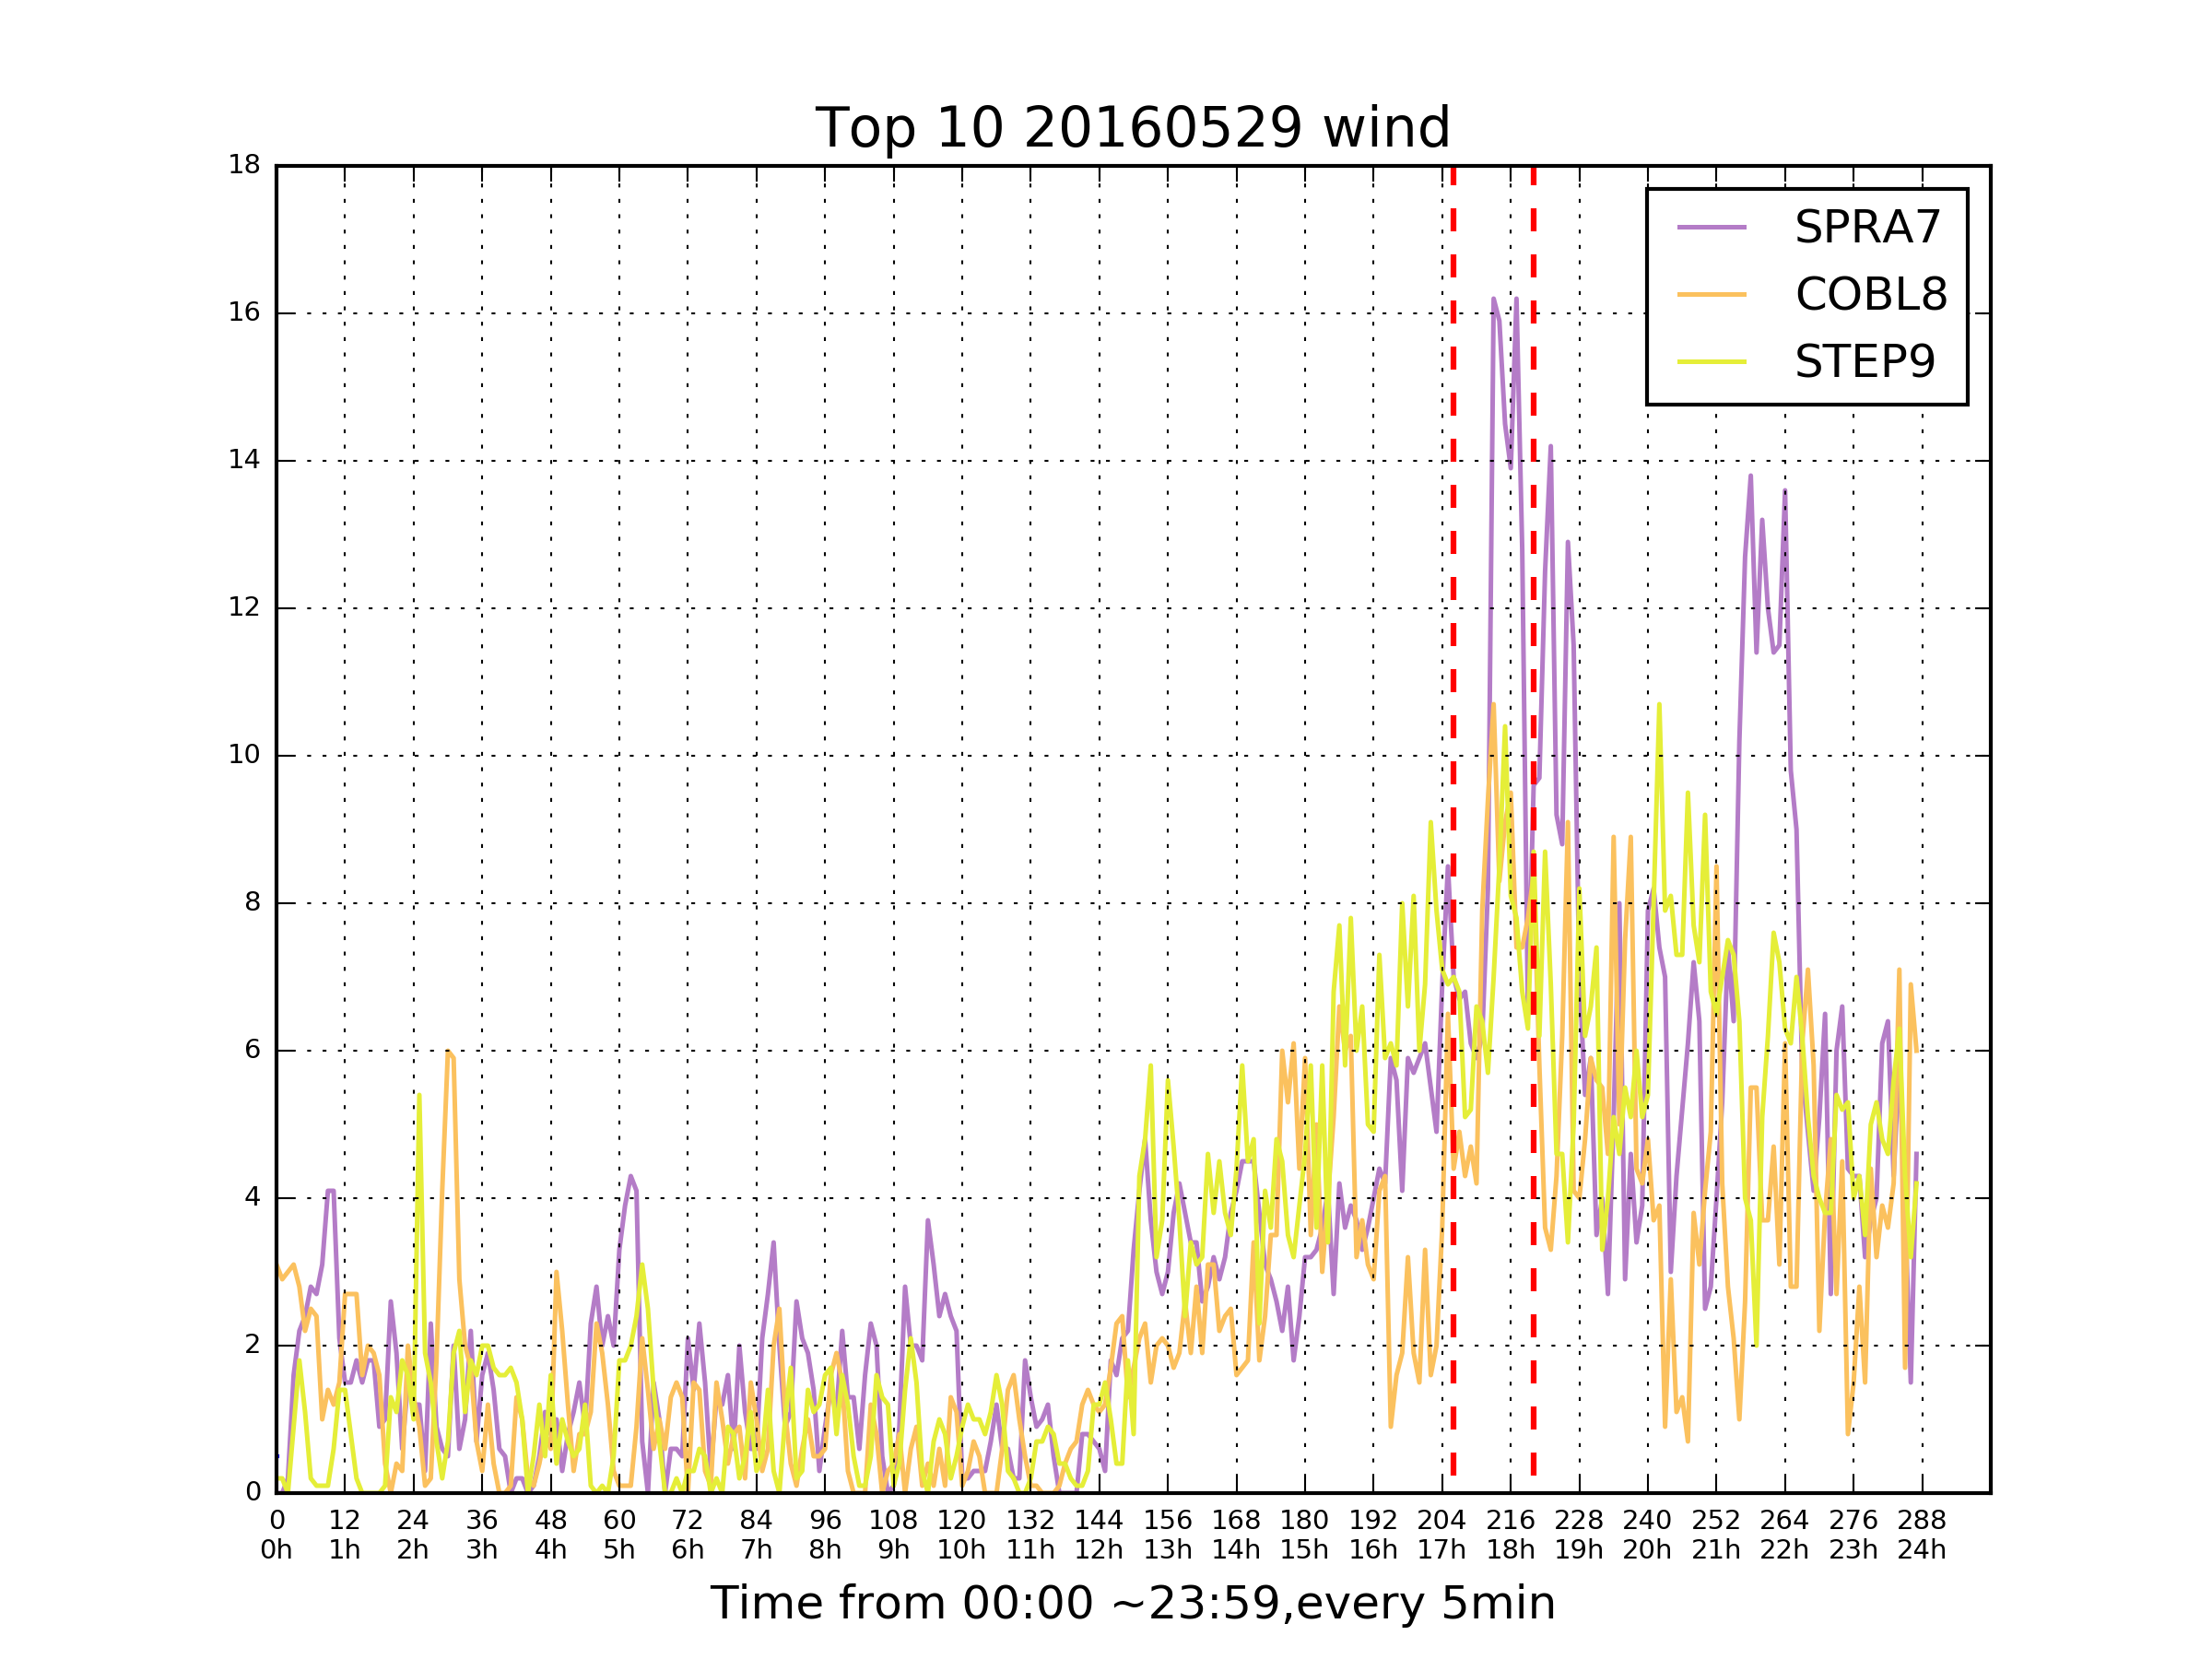 Top 10 20160529 wind
18
16
14
12
10
8
6
4
2
0
SPRA7
COBL8
STEP9
0 12 24 36 48 60 72 84 96 108 120 132 144 156 168 180 192 204 216 228 240 252 264 276 288
0h 1h 2h 3h 4h 5h 6h 7h 8h 9h 10h 11h 12h 13h 14h 15h 16h 17h 18h 19h 20h 21h 22h 23h 24h
Time from 00:00 ~23:59,every 5min